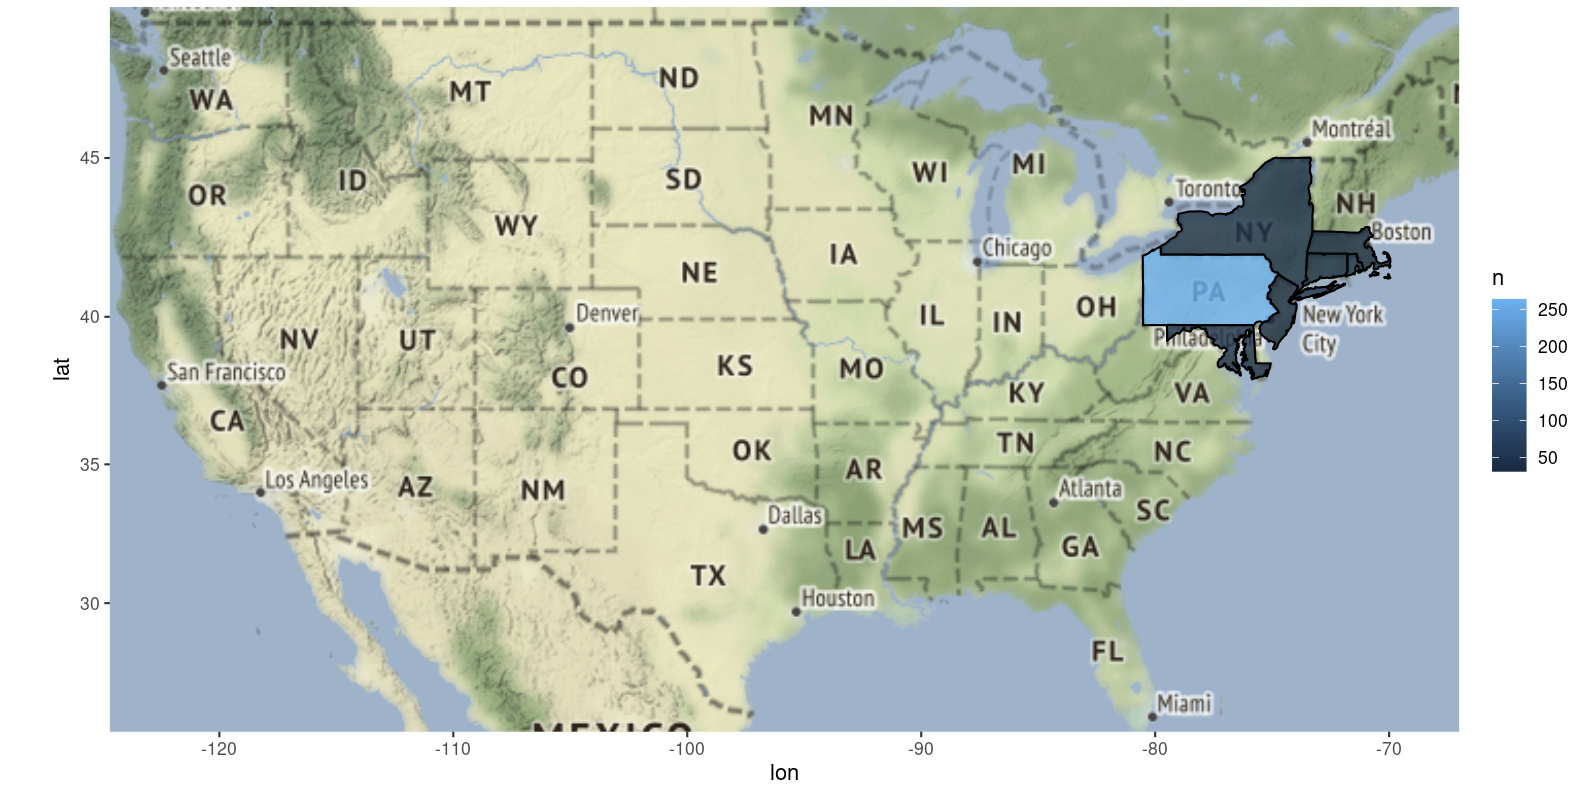 Seattle
WA
MT
ND
MN
Montréal
OR
ID
SD
WI
MI
Toronto
NH
WY
NY
Boston
IA
Chicago
NE
PA
OH
NV
UT
Denver
IL
IN
New York
City
Philadelphia
San Francisco
CO
KS
MO
KY
VA
CA
OK
TN
NC
Los Angeles
AZ
NM
AR
Atlanta
SC
Dallas
MS
AL
GA
LA
TX
Houston
FL
Miami
MEXICO
45
40
35
30
lat
-120
-110
-100
-90
-80
-70
lon
n
250
200
150
100
50